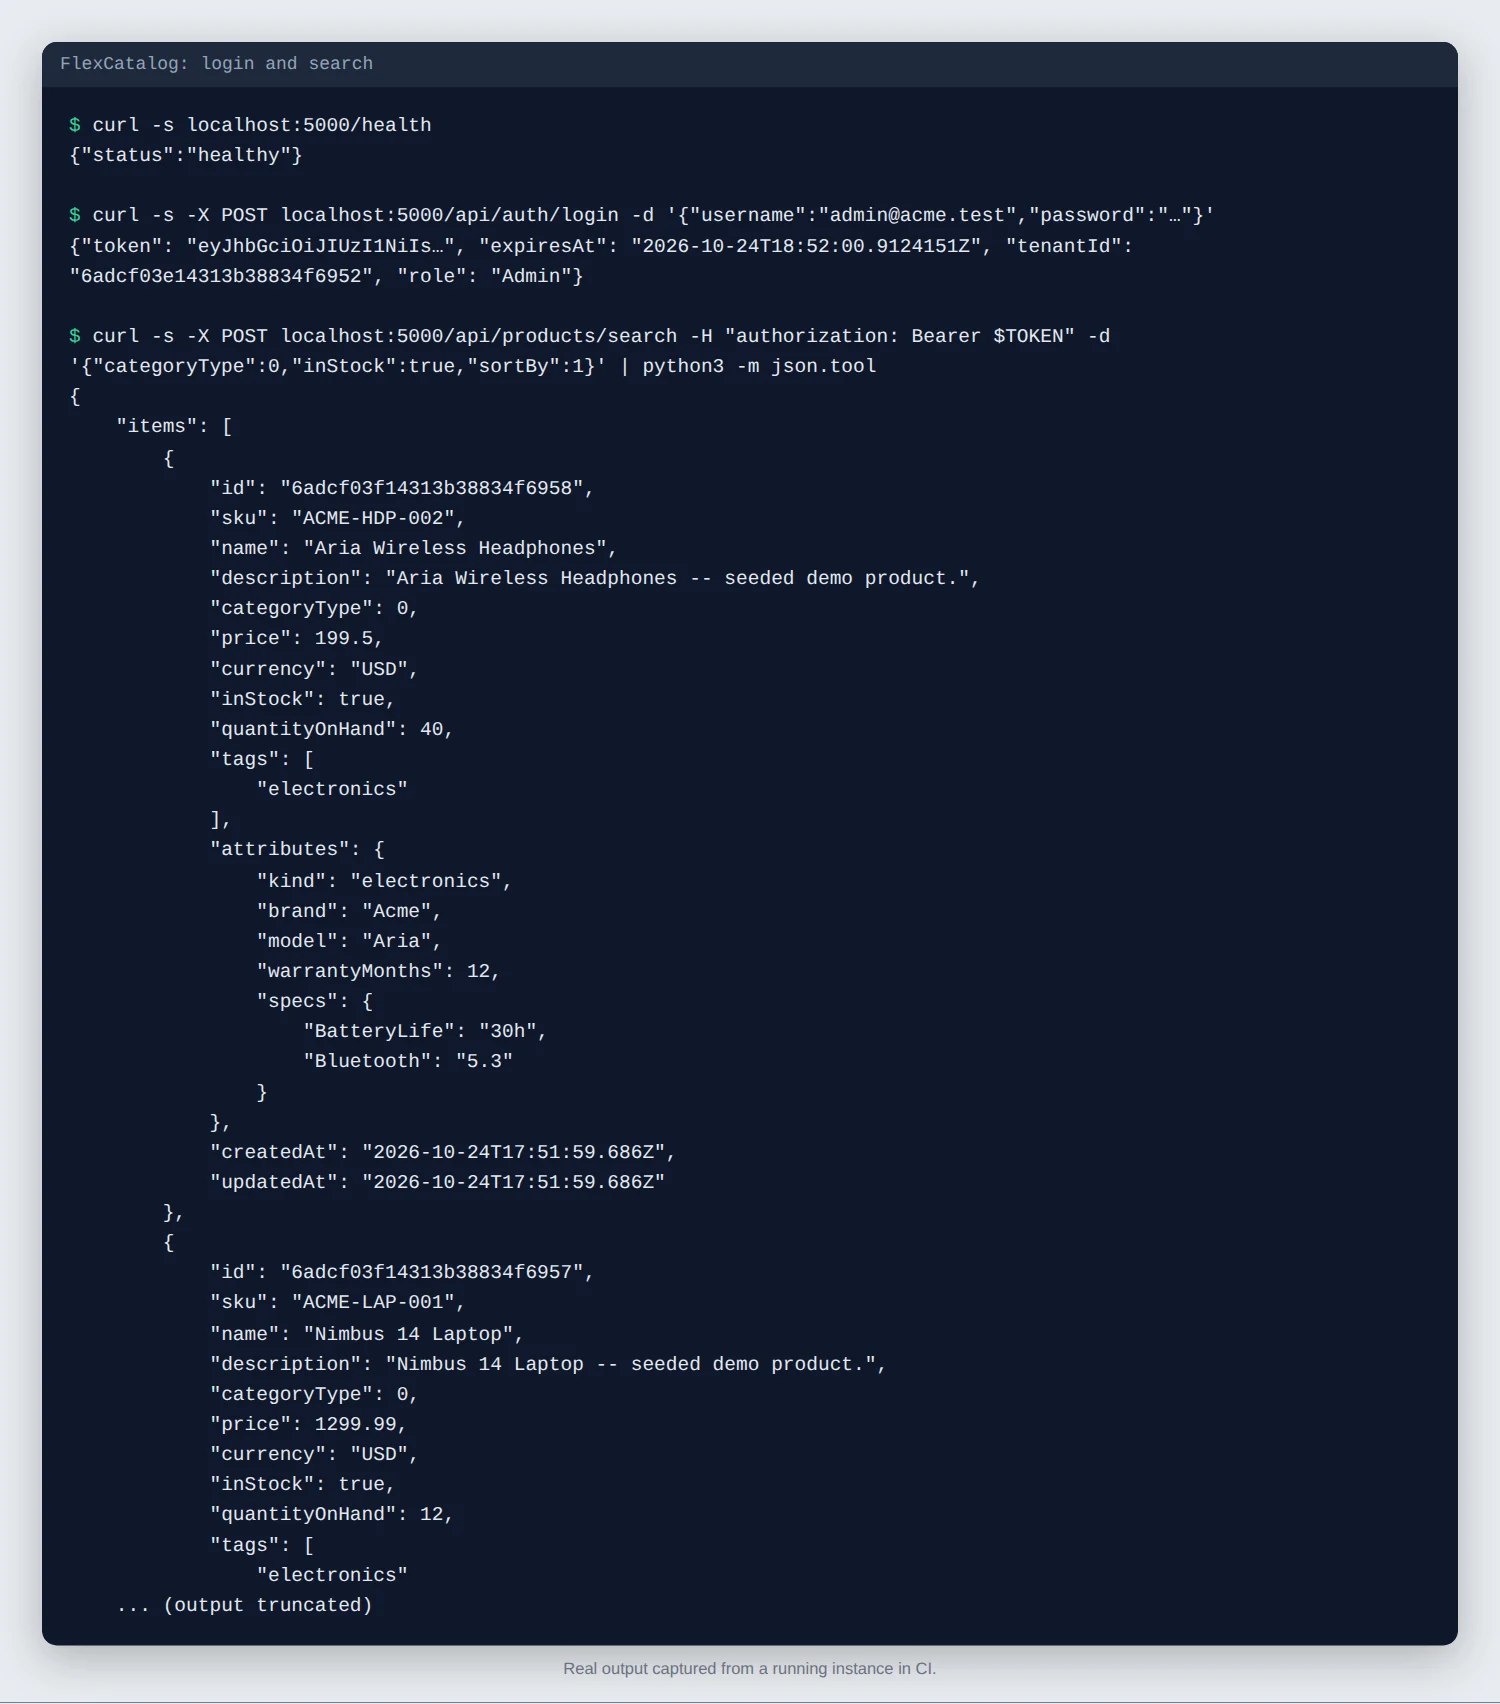 FlexCatalog: login and search
$ curl -s localhost:5000/health
{"status":"healthy"}
$ curl -s -X POST localhost:5000/api/auth/login -d '{"username":"admin@acme.test","password":"…"}'
{"token": "eyJhbGciOiJIUzI1NiIs…", "expiresAt": "2026-10-24T18:52:00.9124151Z", "tenantId":
"6adcf03e14313b38834f6952", "role": "Admin"}
$ curl -s -X POST localhost:5000/api/products/search -H "authorization: Bearer $TOKEN" -d
'{"categoryType":0,"inStock":true,"sortBy":1}' | python3 -m json.tool
{
    "items": [
        {
            "id": "6adcf03f14313b38834f6958",
            "sku": "ACME-HDP-002",
            "name": "Aria Wireless Headphones",
            "description": "Aria Wireless Headphones -- seeded demo product.",
            "categoryType": 0,
            "price": 199.5,
            "currency": "USD",
            "inStock": true,
            "quantityOnHand": 40,
            "tags": [
                "electronics"
            ],
            "attributes": {
                "kind": "electronics",
                "brand": "Acme",
                "model": "Aria",
                "warrantyMonths": 12,
                "specs": {
                    "BatteryLife": "30h",
                    "Bluetooth": "5.3"
                }
            },
            "createdAt": "2026-10-24T17:51:59.686Z",
            "updatedAt": "2026-10-24T17:51:59.686Z"
        },
        {
            "id": "6adcf03f14313b38834f6957",
            "sku": "ACME-LAP-001",
            "name": "Nimbus 14 Laptop",
            "description": "Nimbus 14 Laptop -- seeded demo product.",
            "categoryType": 0,
            "price": 1299.99,
            "currency": "USD",
            "inStock": true,
            "quantityOnHand": 12,
            "tags": [
                "electronics"
    ... (output truncated)
Real output captured from a running instance in CI.